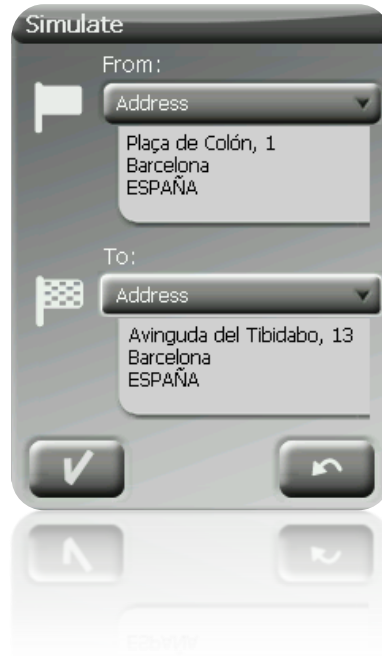 Simulate
From:
Address
Plaça de Colón, 1
Barcelona
ESPAÑA
To:
Address
Avinguda del Tibidabo, 13
Barcelona
ESPAÑA